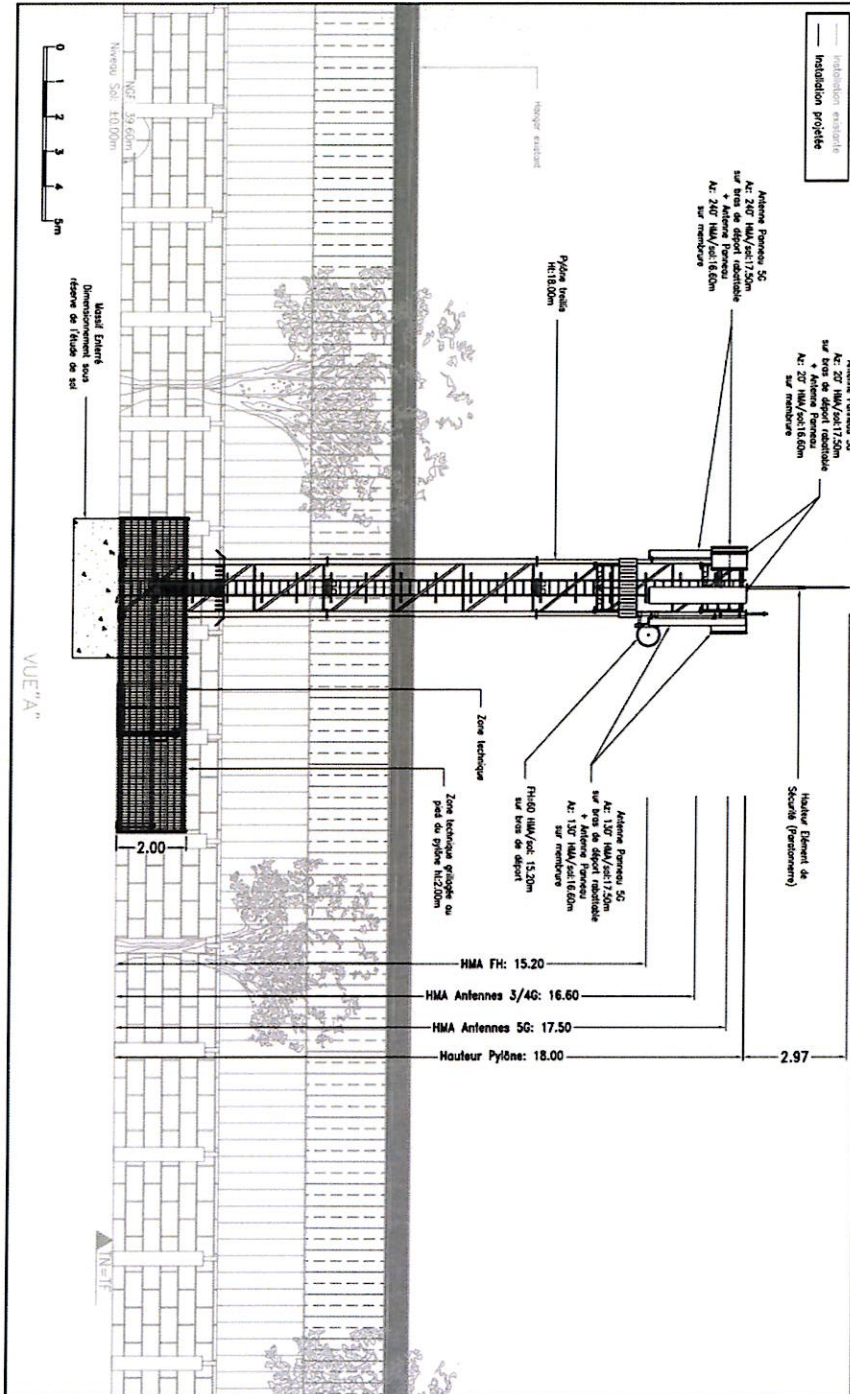 Installation existante
Installation projetée
Az: 20° HMA/sol:17.50m
sur bras de déport rabattable
+ Antenne Panneau
Az: 20° HMA/sol:16.60m
sur membrure
Antenne Panneau 5G
Az: 240° HMA/sol:17.50m
sur bras de déport rabattable
+ Antenne Panneau
Az: 240° HMA/sol:16.60m
sur membrure
Hauteur Elément de
Sécurité (Paratonnerre)
2.97
Hangar existant
Pylône treillis
Ht:18.00m
Antenne Panneau 5G
Az: 130° HMA/sol:17.50m
sur bras de déport rabattable
+ Antenne Panneau
Az: 130° HMA/sol:16.60m
sur membrure
FH∅60 HMA/sol: 15.20m
sur bras de déport
HMA FH: 15.20
HMA Antennes 3/4G: 16.60
HMA Antennes 5G: 17.50
Hauteur Pylône: 18.00
Zone technique
Zone technique grillagée au
pied du pylône ht:2.00m
2.00
NGF: 39.60m
Niveau Sol: ±0.00m
TN=TF
0 1 2 3 4 5m
Massif Enterré
Dimensionnement sous
réserve de l'étude de sol
VUE"A"